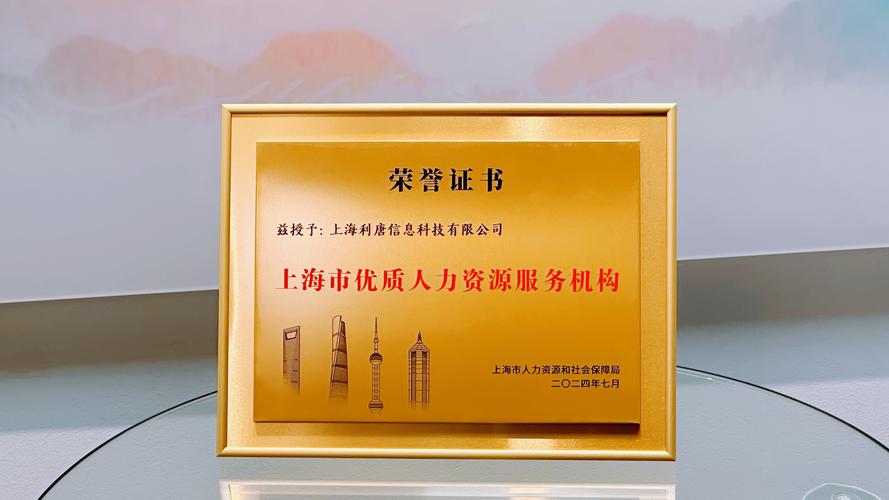 荣誉证书
兹授予：上海利唐信息科技有限公司
上海市优质人力资源服务机构
上海市人力资源和社会保障局
二〇二四年七月